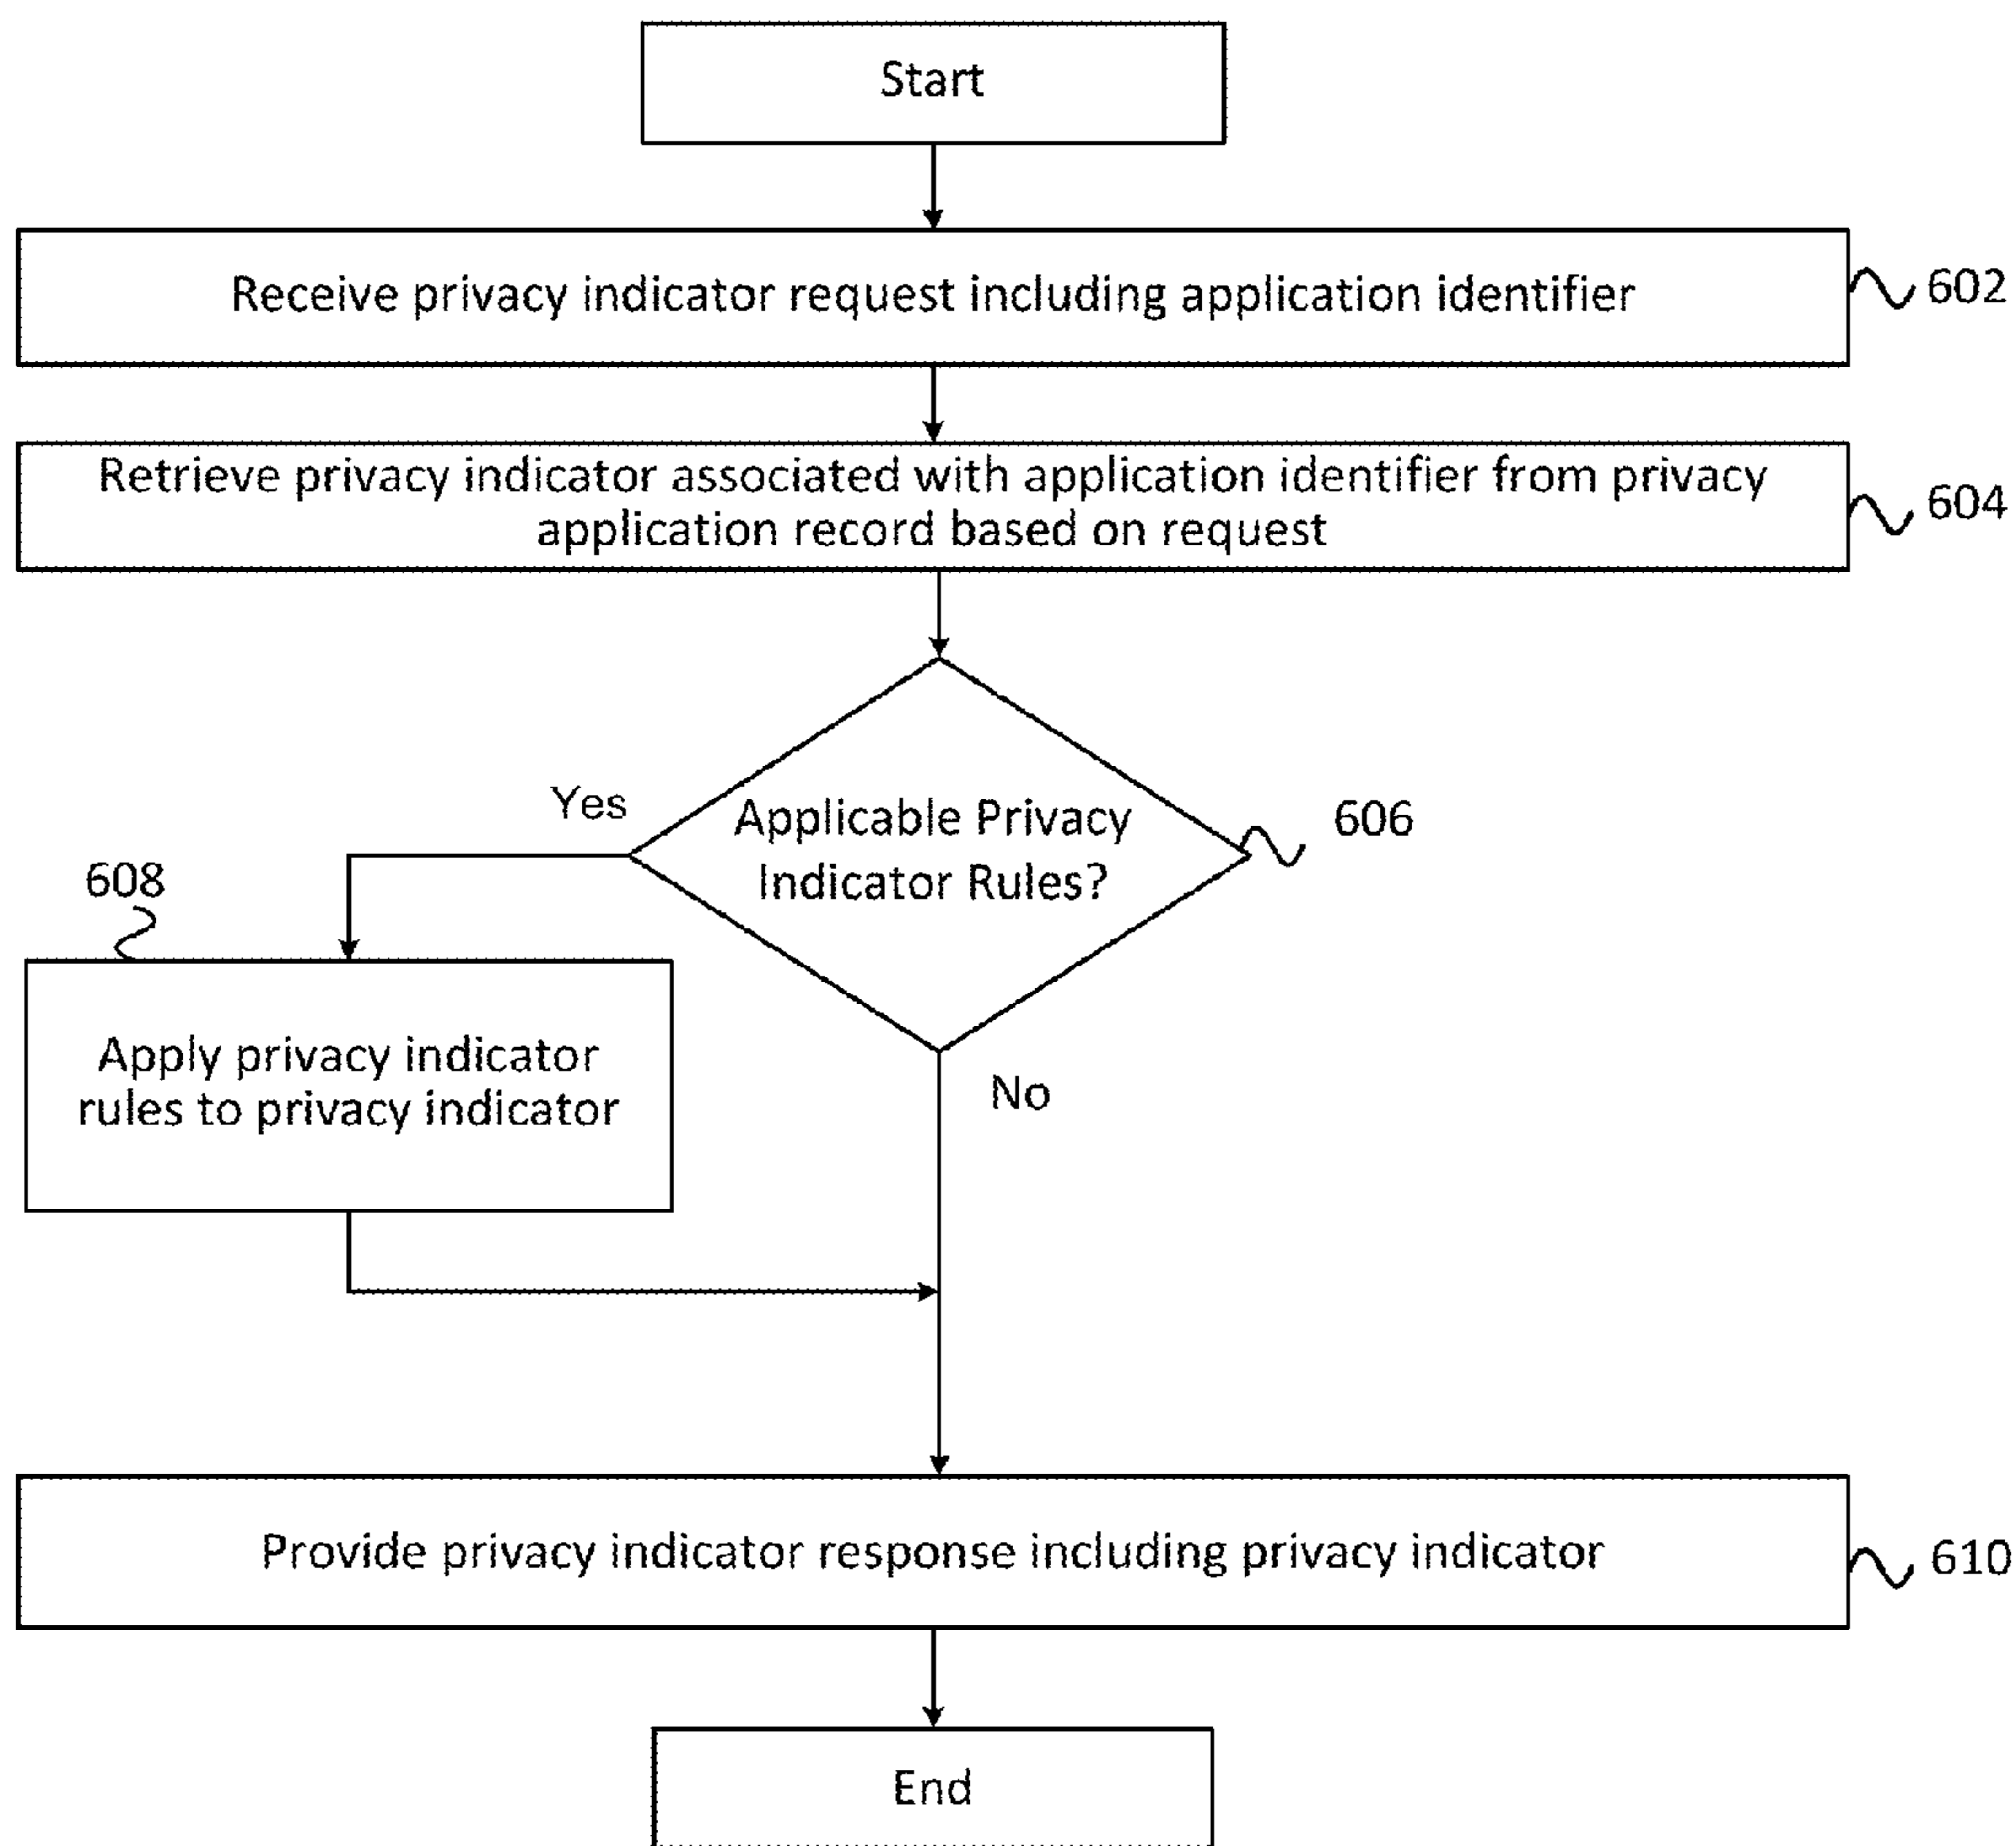 Start
Receive privacy indicator request including application identifier
602
Retrieve privacy indicator associated with application identifier from privacy
application record based on request
604
Yes
Applicable Privacy
Indicator Rules?
606
608
Apply privacy indicator
rules to privacy indicator
No
Provide privacy indicator response including privacy indicator
610
End